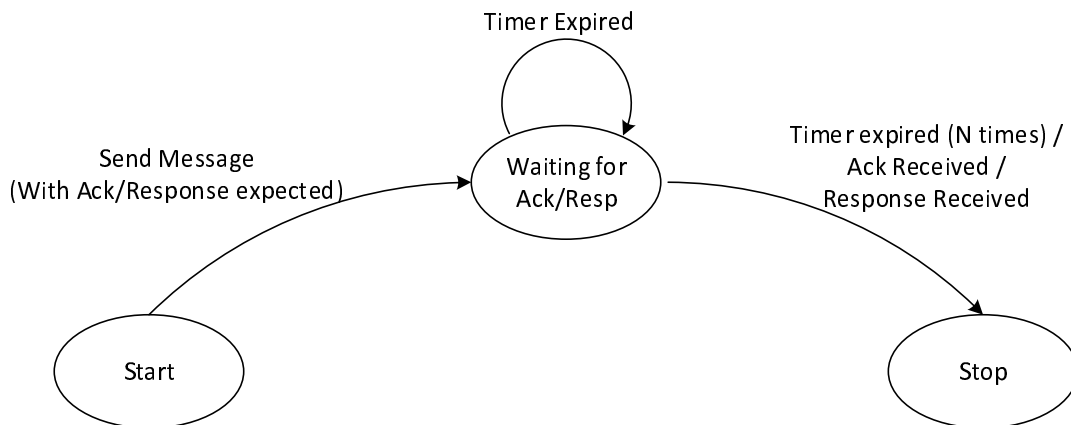 Timer Expired
Send Message
(With Ack/Response expected)
Waiting for
Ack/Resp
Timer expired (N times) /
Ack Received /
Response Received
Start
Stop